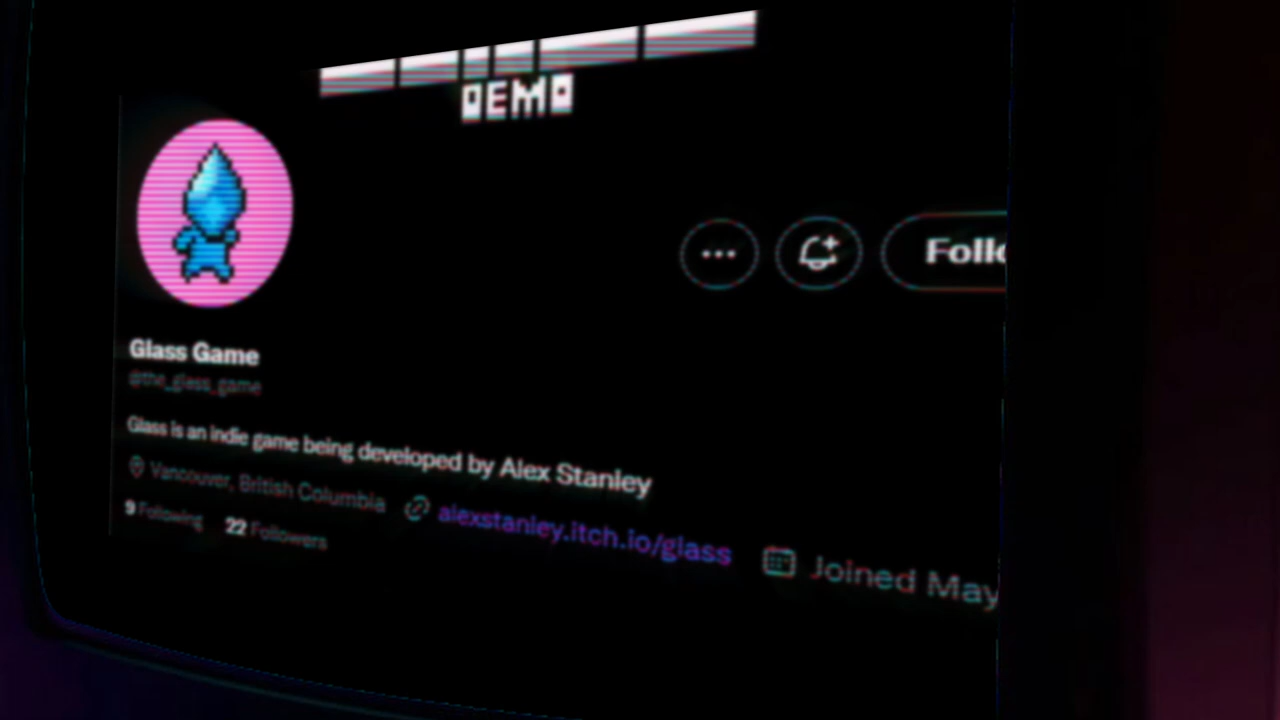 DEMO
Follo
Glass Game
@the_glass_game
Glass is an indie game being developed by Alex Stanley
Vancouver, British Columbia alexstanley.itch.io/glass Joined May
9 Following 22 Followers